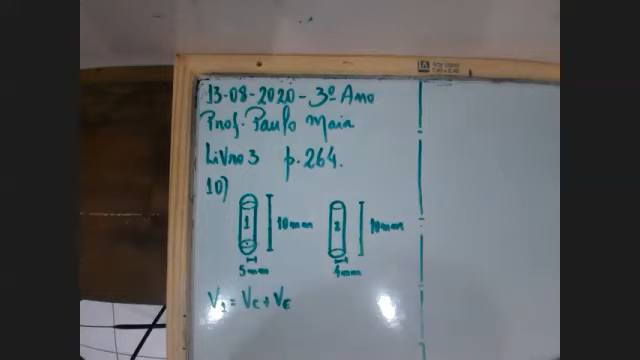 13-08-2020-3º Ano
Prof. Paulo Maia
Livro 3 p.264.
10)
1 10mm 2 10mm
5mm 4mm
V1 = VC + VE